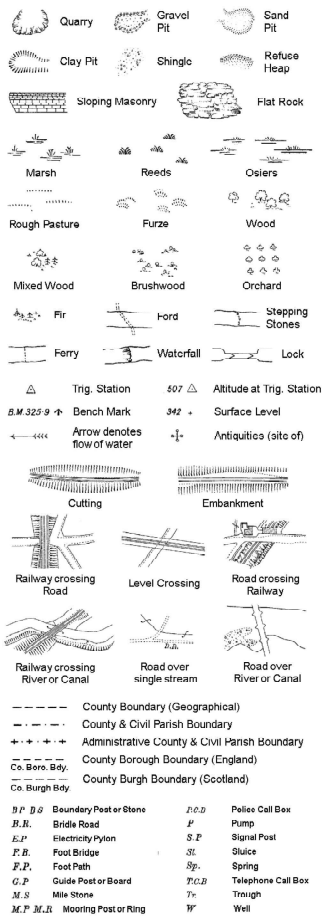 Quarry
Gravel
Pit
Sand
Pit
Clay Pit
Shingle
Refuse
Heap
Sloping Masonry
Flat Rock
Marsh
Reeds
Osiers
Rough Pasture
Furze
Wood
Mixed Wood
Brushwood
Orchard
Fir
Ford
Stepping
Stones
Ferry
Waterfall
Lock
Trig. Station
507
Altitude at Trig. Station
B.M.325·9
Bench Mark
342 +
Surface Level
Arrow denotes
flow of water
Antiquities (site of)
Cutting
Embankment
Railway crossing
Road
Level Crossing
Road crossing
Railway
Railway crossing
River or Canal
Road over
single stream
Road over
River or Canal
County Boundary (Geographical)
County & Civil Parish Boundary
Administrative County & Civil Parish Boundary
Co. Boro. Bdy.
County Borough Boundary (England)
Co. Burgh Bdy.
County Burgh Boundary (Scotland)
B P B S Boundary Post or Stone
B.R. Bridle Road
E.P Electricity Pylon
F.B. Foot Bridge
F.P. Foot Path
G.P Guide Post or Board
M.S Mile Stone
M.P M.R Mooring Post or Ring
P.C.B Police Call Box
P Pump
S.P Signal Post
Sl. Sluice
Sp. Spring
T.C.B Telephone Call Box
Tr. Trough
W Well